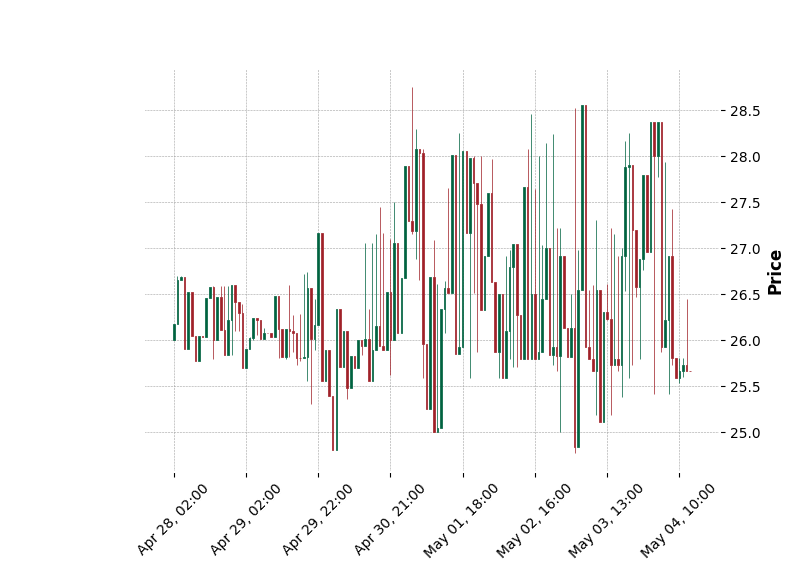 28.5
28.0
27.5
27.0
26.5
26.0
25.5
25.0
Price
Apr 28, 02:00
Apr 29, 02:00
Apr 29, 22:00
Apr 30, 21:00
May 01, 18:00
May 02, 16:00
May 03, 13:00
May 04, 10:00